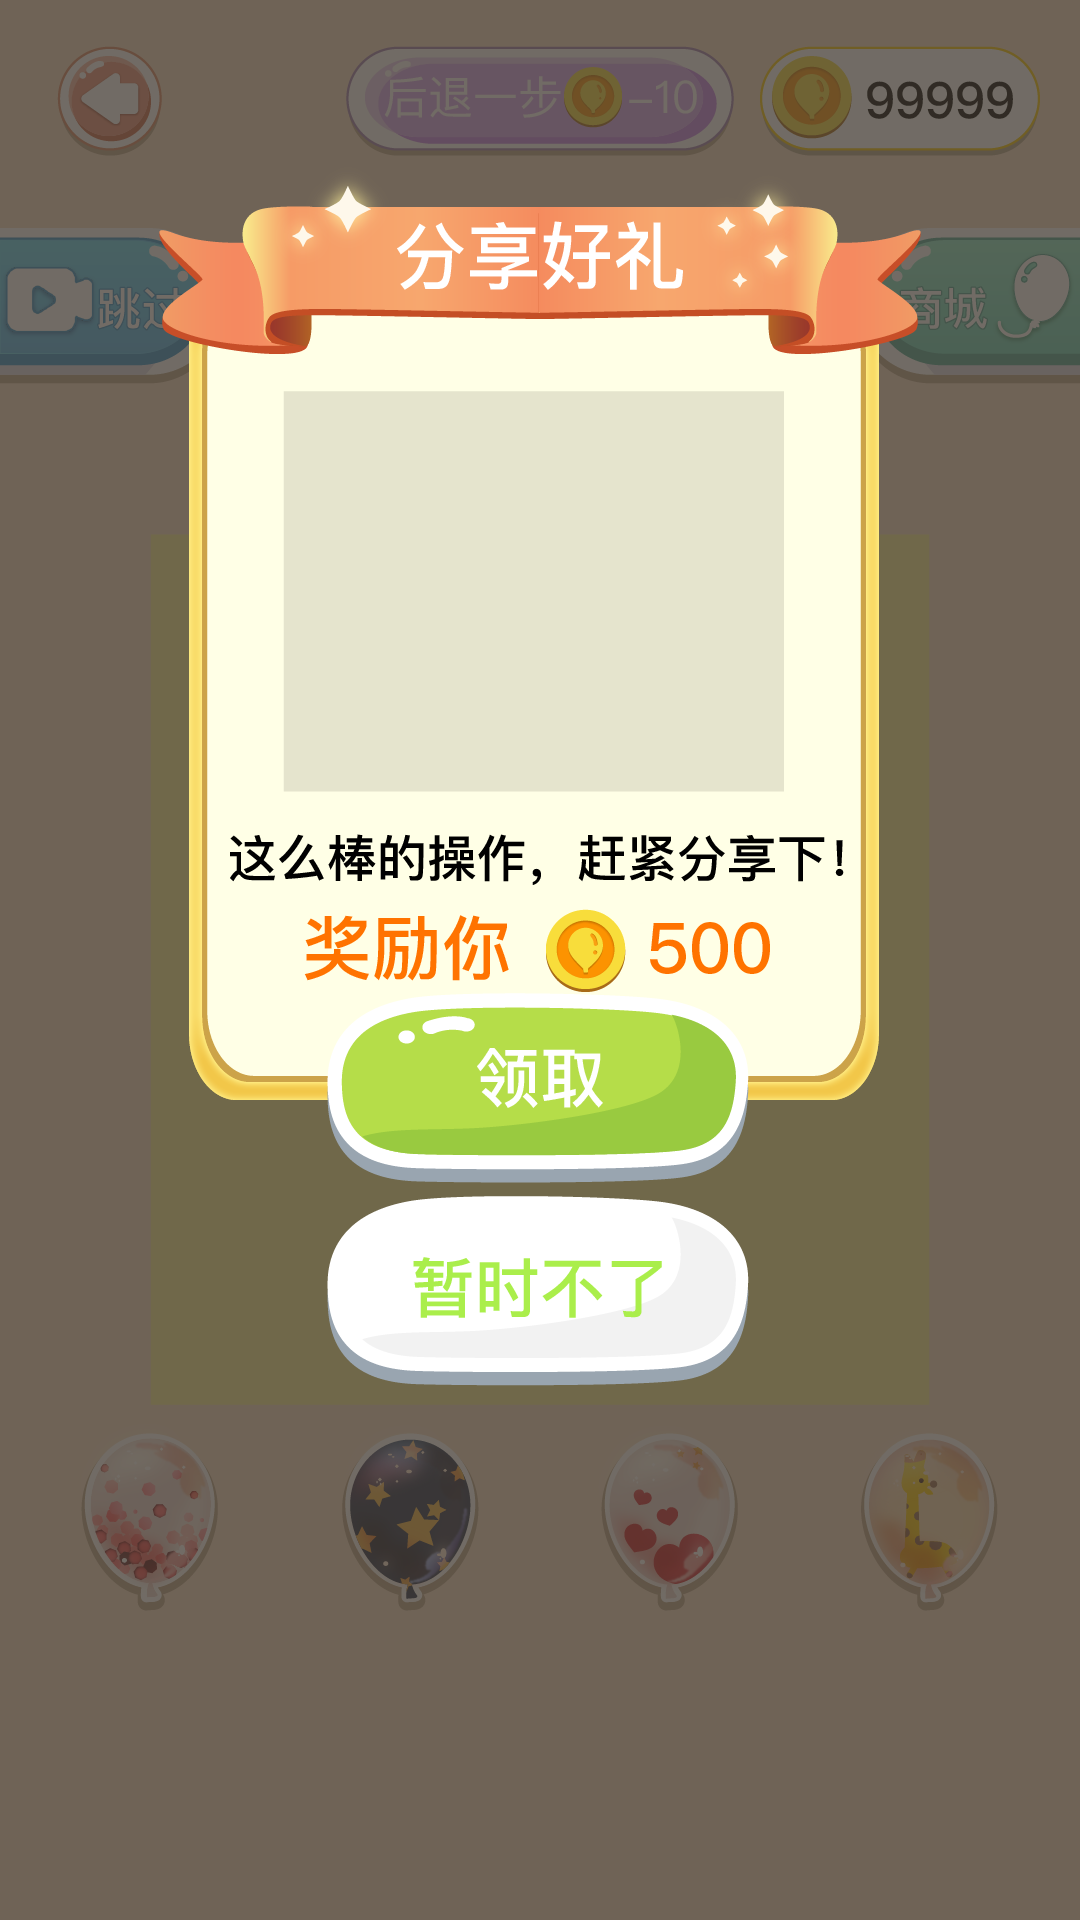 后退一步 -10
99999
分享好礼
跳过
商城
这么棒的操作，赶紧分享下！
奖励你 500
领取
暂时不了